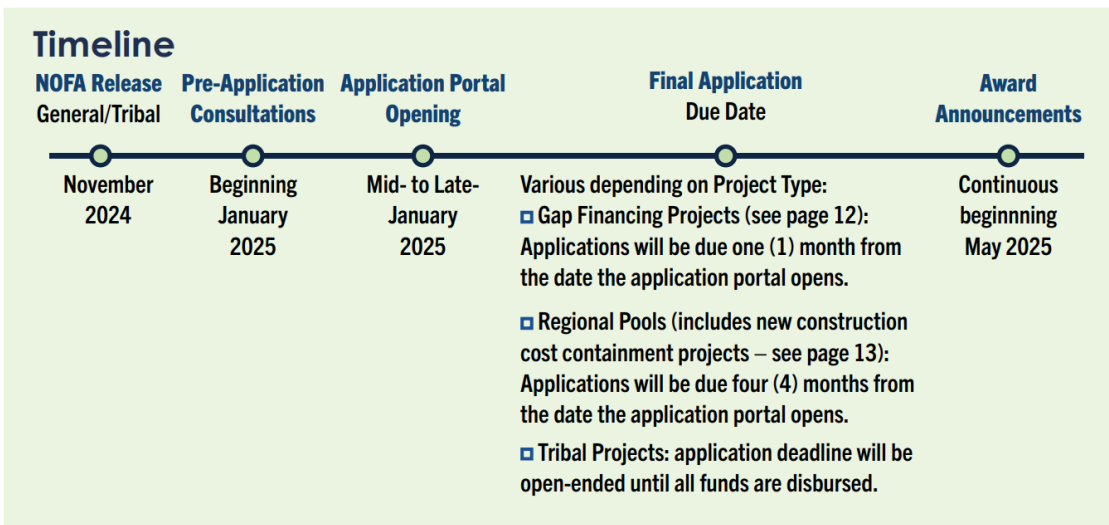 Timeline
NOFA Release
General/Tribal
Pre-Application
Consultations
Application Portal
Opening
Final Application
Due Date
Award
Announcements
November
2024
Beginning
January
2025
Mid- to Late-
January
2025
Various depending on Project Type:
Gap Financing Projects (see page 12):
Applications will be due one (1) month from
the date the application portal opens.
Regional Pools (includes new construction
cost containment projects – see page 13):
Applications will be due four (4) months from
the date the application portal opens.
Tribal Projects: application deadline will be
open-ended until all funds are disbursed.
Continuous
beginnning
May 2025